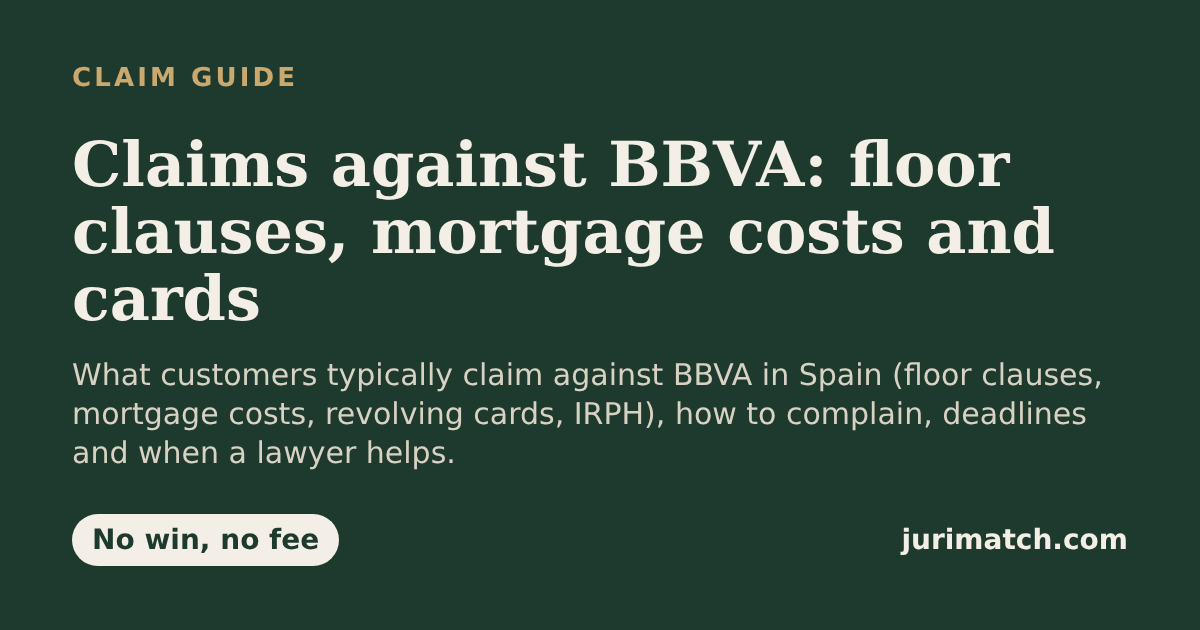 CLAIM GUIDE
Claims against BBVA: floor
clauses, mortgage costs and
cards
What customers typically claim against BBVA in Spain (floor clauses,
mortgage costs, revolving cards, IRPH), how to complain, deadlines
and when a lawyer helps.
No win, no fee
jurimatch.com